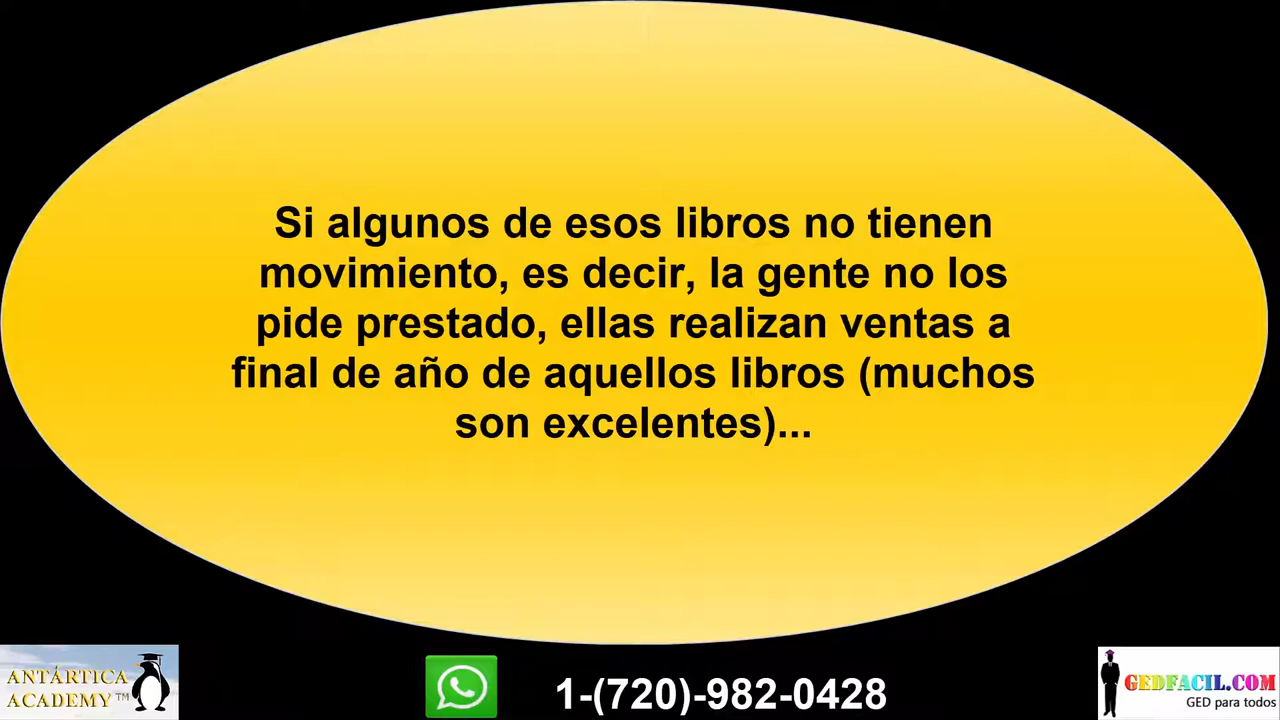 Si algunos de esos libros no tienen
movimiento, es decir, la gente no los
pide prestado, ellas realizan ventas a
final de año de aquellos libros (muchos
son excelentes)...
ANTÁRTICA
ACADEMY™
1-(720)-982-0428
GEDFACIL.COM
GED para todos